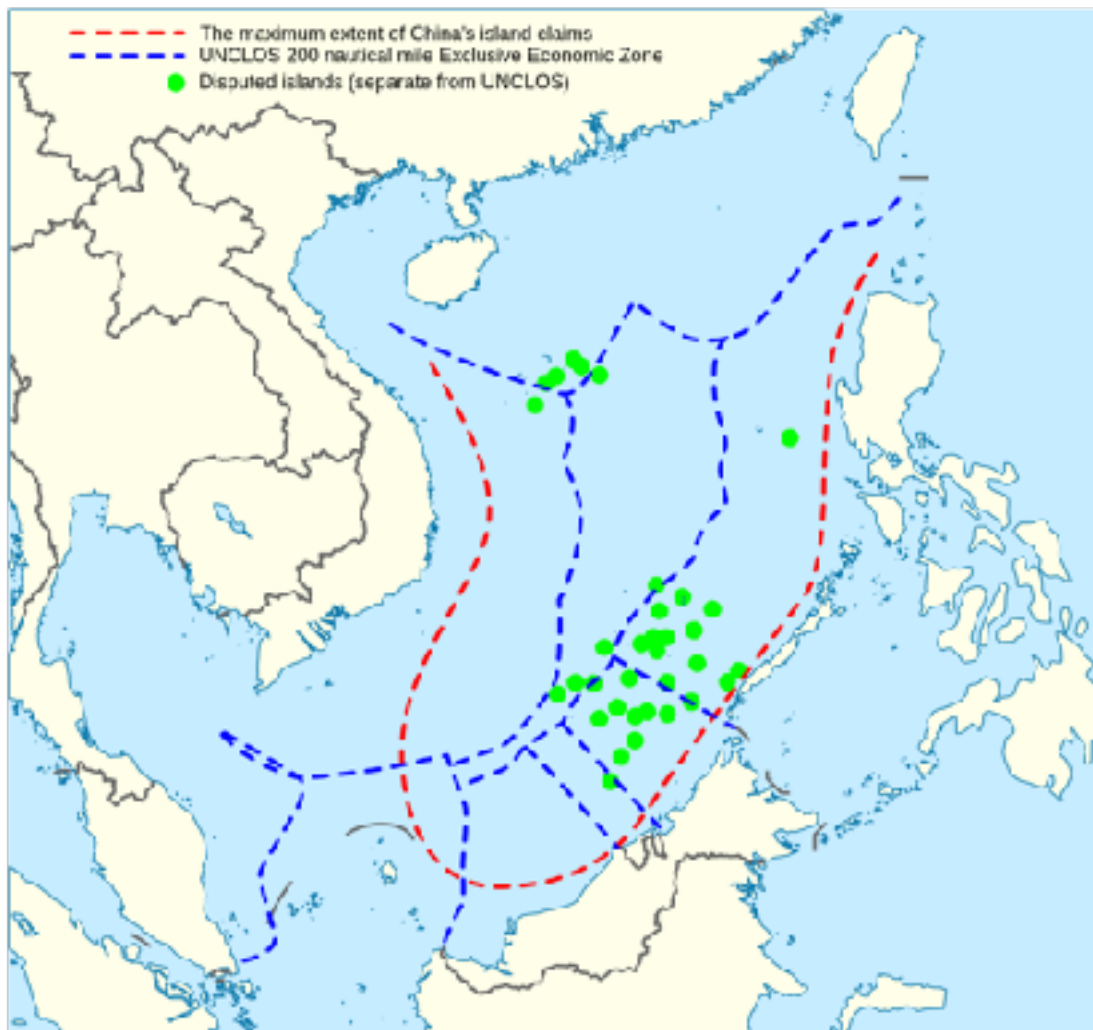 The maximum extent of China's island claims
UNCLOS 200 nautical mile Exclusive Economic Zone
Disputed islands (separate from UNCLOS)